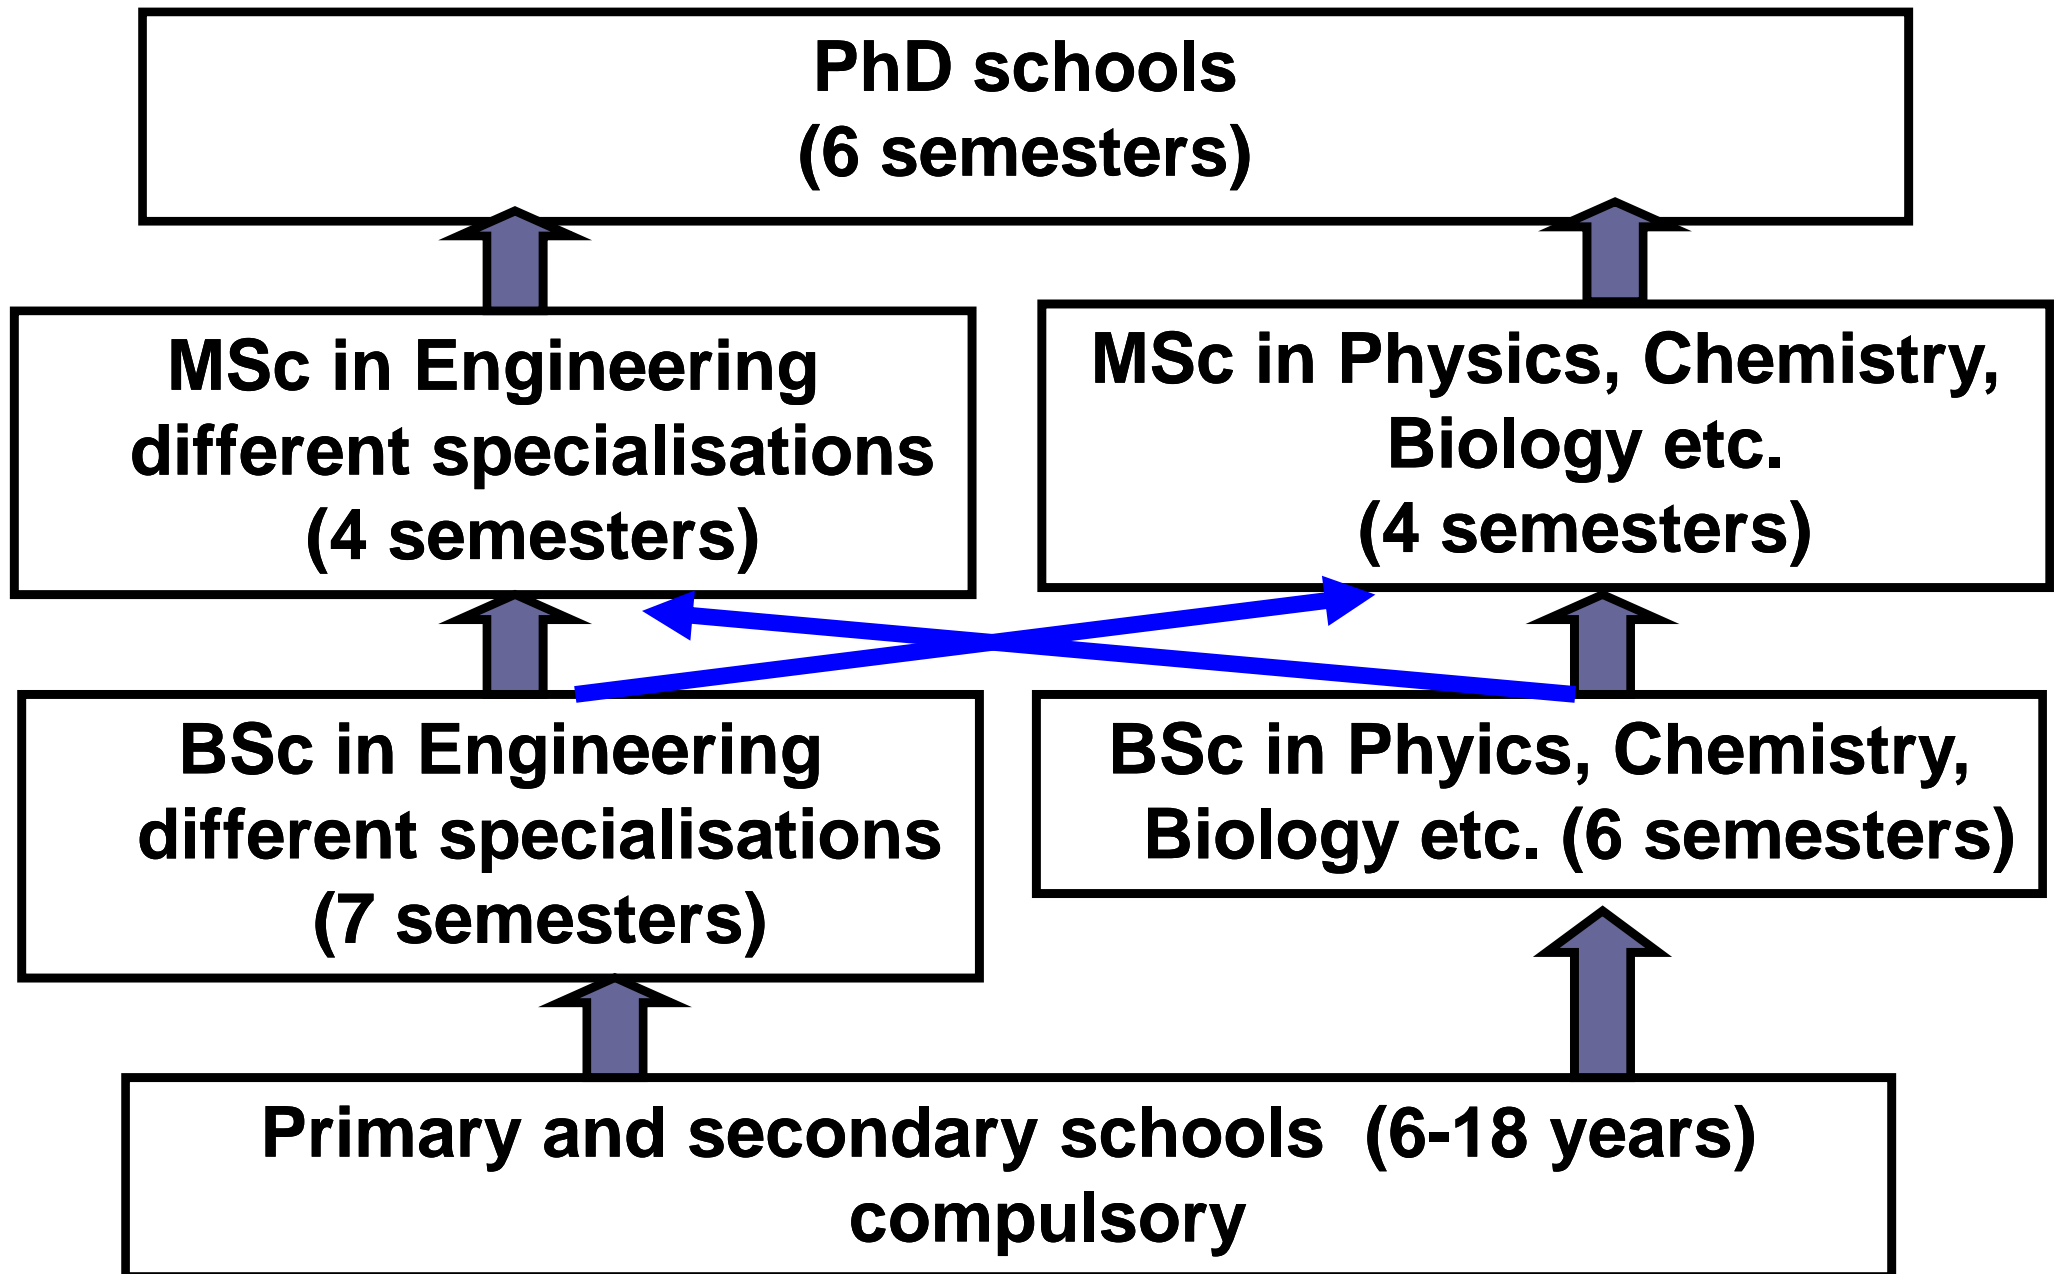 PhD schools
(6 semesters)
MSc in Engineering
different specialisations
(4 semesters)
MSc in Physics, Chemistry,
Biology etc.
(4 semesters)
BSc in Engineering
different specialisations
(7 semesters)
BSc in Phyics, Chemistry,
Biology etc. (6 semesters)
Primary and secondary schools (6-18 years)
compulsory